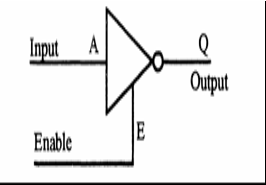 Input A Q
Output
E
Enable